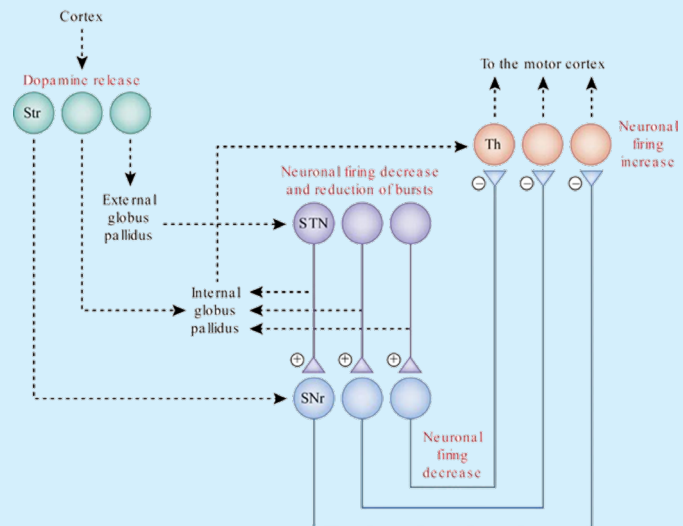 Cortex
Dopamine release
Str
External
globus
pallidus
To the motor cortex
Th
Neuronal
firing
increase
−
−
−
Neuronal firing decrease
and reduction of bursts
STN
Internal
globus
pallidus
+
+
+
SNr
Neuronal
firing
decrease